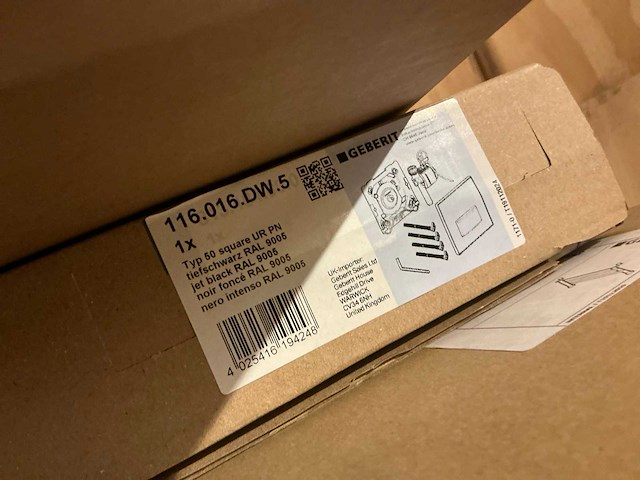 116.016.DW.5
1x
Typ 50 square UR PN
tiefschwarz RAL 9005
jet black RAL 9005
noir foncé RAL 9005
nero intenso RAL 9005
4 025416 194248
GEBERIT
UK-Importer:
Geberit Sales Ltd
Geberit House
Edgehill Drive
WARWICK
CV34 6NH
United Kingdom